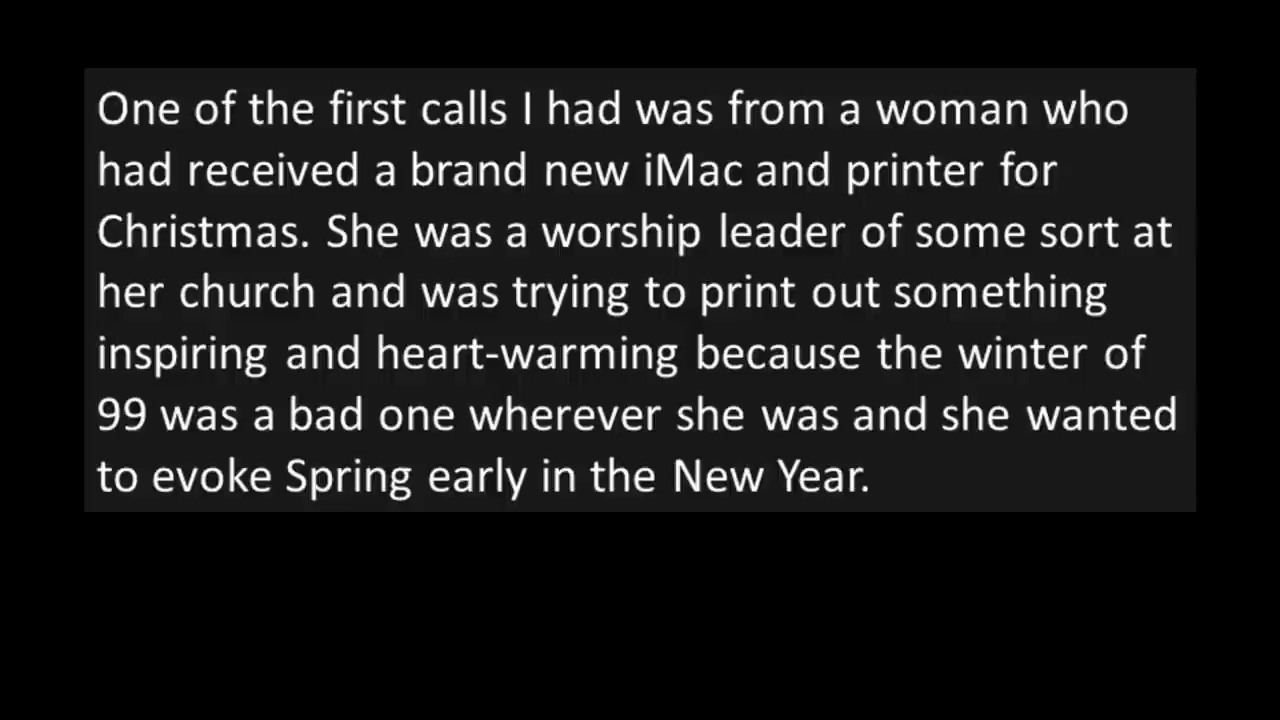 One of the first calls I had was from a woman who
had received a brand new iMac and printer for
Christmas. She was a worship leader of some sort at
her church and was trying to print out something
inspiring and heart-warming because the winter of
99 was a bad one wherever she was and she wanted
to evoke Spring early in the New Year.